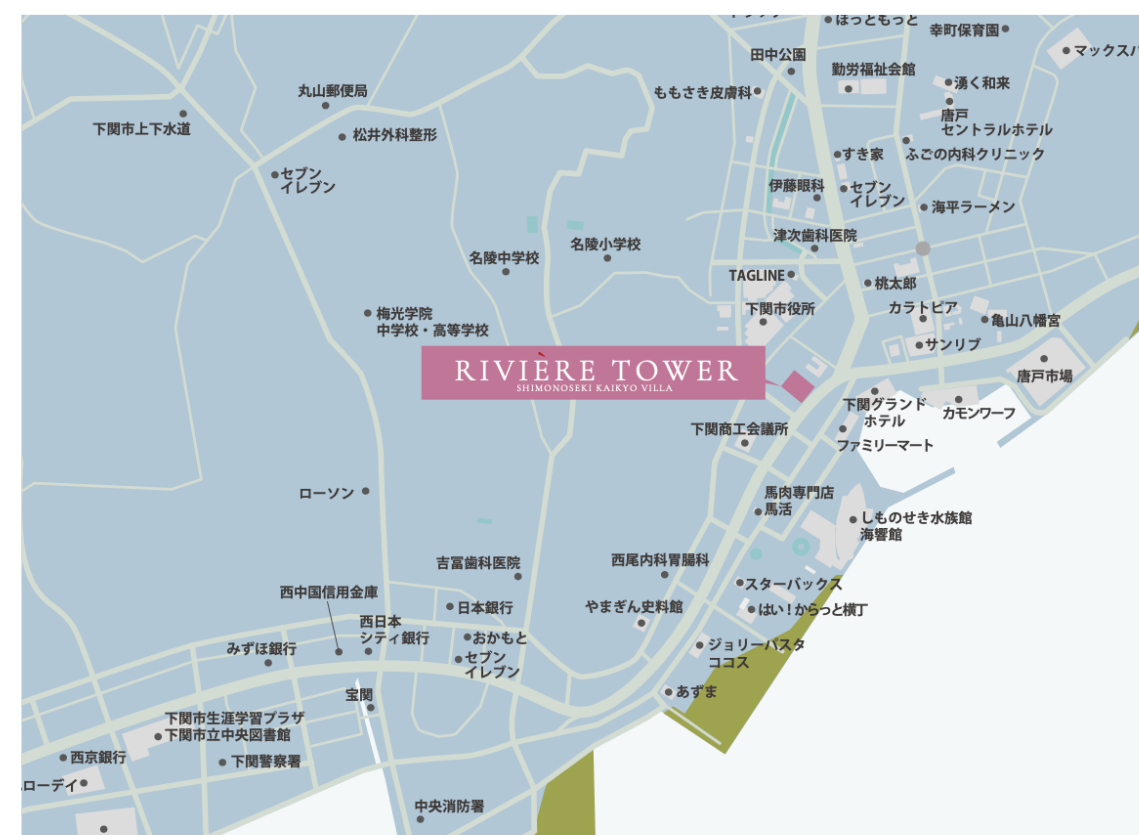 ほっともっと
幸町保育園
マックスバ
田中公園
勤労福祉会館
ももさき皮膚科
湧く和来
唐戸
セントラルホテル
丸山郵便局
下関市上下水道
松井外科整形
すき家
ふごの内科クリニック
セブン
イレブン
伊藤眼科
セブン
イレブン
海平ラーメン
津次歯科医院
名陵小学校
名陵中学校
TAGLINE
桃太郎
下関市役所
カラトピア
亀山八幡宮
梅光学院
中学校・高等学校
サンリブ
RIVIÈRE TOWER
SHIMONOSEKI KAIKYO VILLA
唐戸市場
下関グランド
ホテル
カモンワーフ
下関商工会議所
ファミリーマート
ローソン
馬肉専門店
馬活
しものせき水族館
海響館
吉冨歯科医院
西尾内科胃腸科
スターバックス
西中国信用金庫
日本銀行
やまぎん史料館
はい！からっと横丁
西日本
シティ銀行
おかもと
みずほ銀行
セブン
イレブン
ジョリーパスタ
ココス
宝関
あずま
下関市生涯学習プラザ
下関市立中央図書館
西京銀行
下関警察署
ローデイ
中央消防署